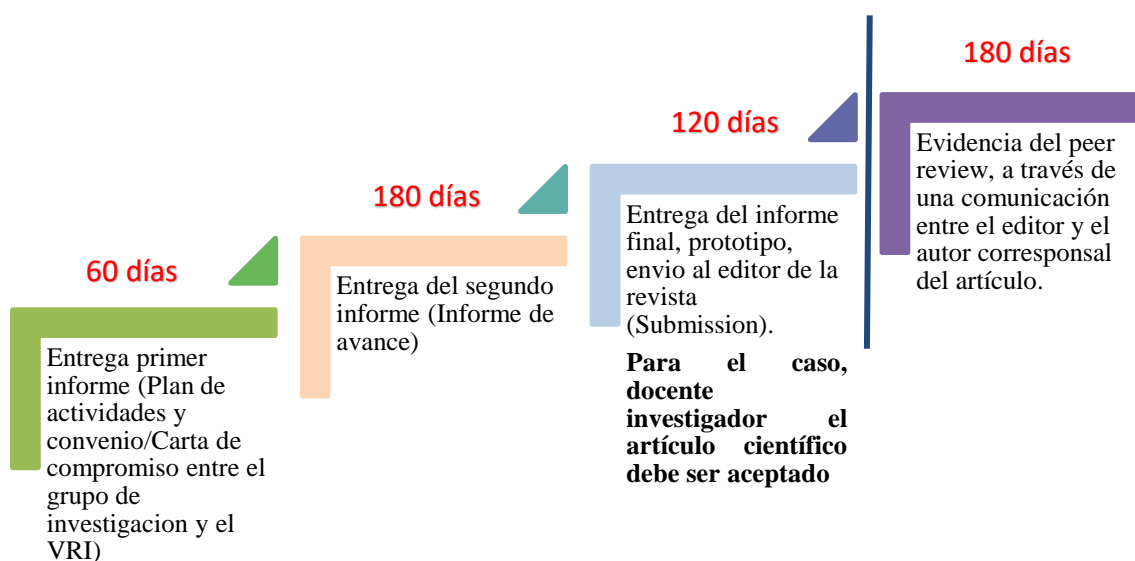 60 días
Entrega primer
informe (Plan de
actividades y
convenio/Carta de
compromiso entre el
grupo de
investigacion y el
VRI)
180 días
Entrega del segundo
informe (Informe de
avance)
120 días
Entrega del informe
final, prototipo,
envio al editor de la
revista
(Submission).
Para el caso,
docente
investigador el
artículo científico
debe ser aceptado
180 días
Evidencia del peer
review, a través de
una comunicación
entre el editor y el
autor corresponsal
del artículo.